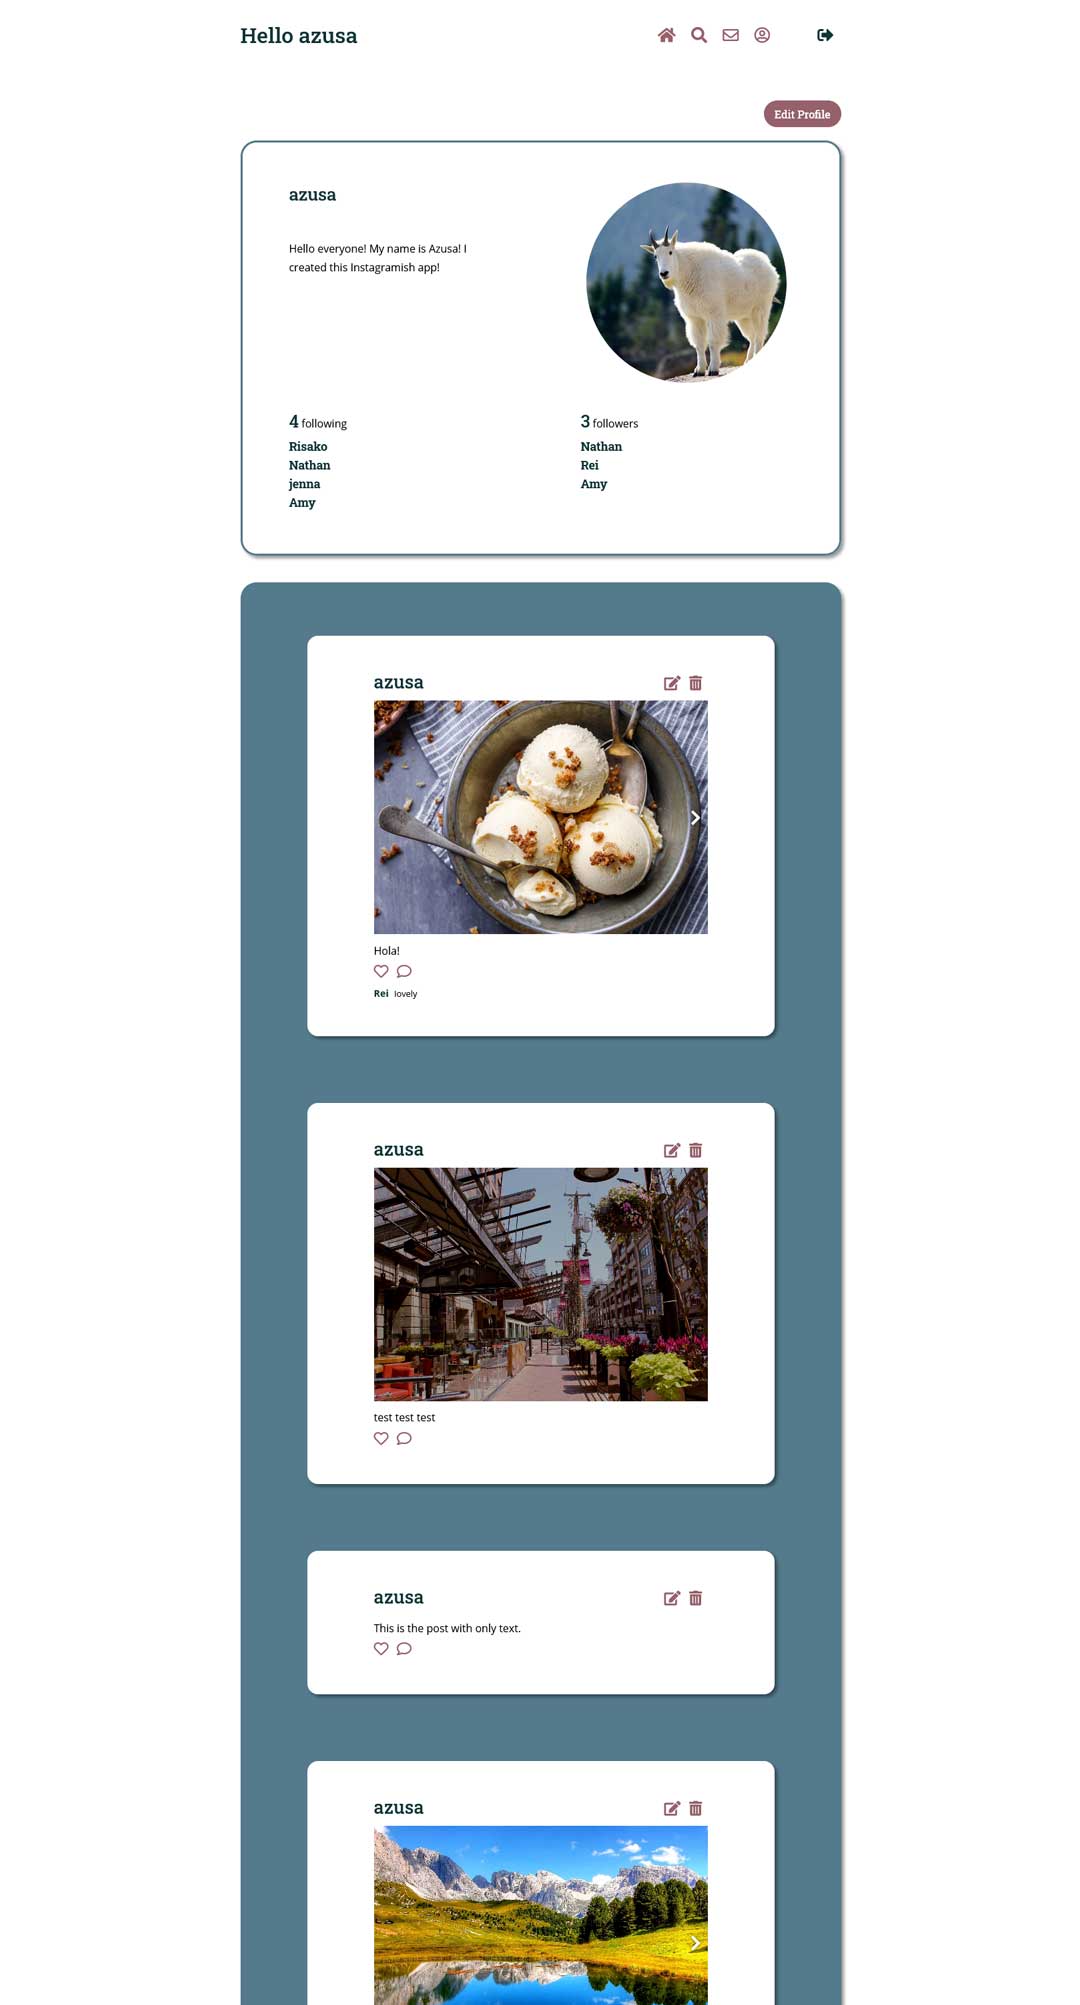 Hello azusa
Edit Profile
azusa
Hello everyone! My name is Azusa! I
created this Instagramish app!
4 following
Risako
Nathan
jenna
Amy
3 followers
Nathan
Rei
Amy
azusa
Hola!
Rei lovely
azusa
test test test
azusa
This is the post with only text.
azusa